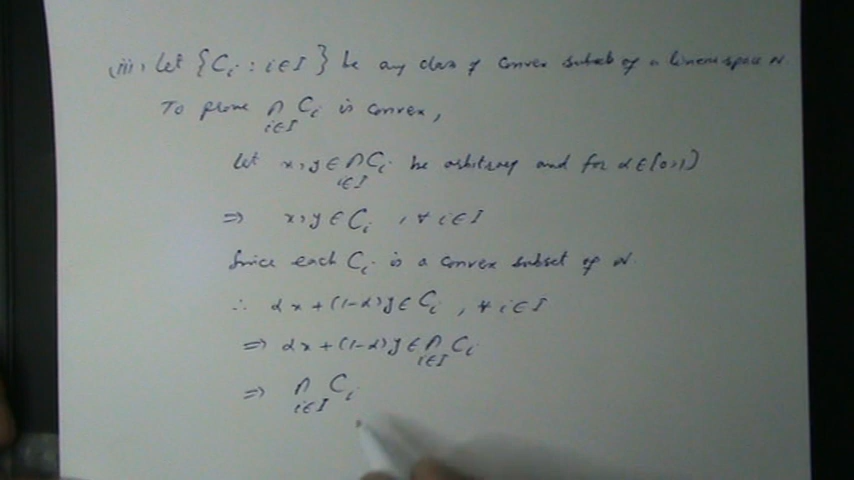 (iii) Let {C_i : i∈I} be any class of convex subsets of a linear space N.
To prove ∩_{i∈I} C_i is convex,
Let x, y ∈ ∩_{i∈I} C_i be arbitrary and for α∈[0,1]
⇒ x, y ∈ C_i , ∀ i∈I
Since each C_i is a convex subset of N.
∴ αx + (1-α)y ∈ C_i , ∀ i∈I
⇒ αx + (1-α)y ∈ ∩_{i∈I} C_i
⇒ ∩_{i∈I} C_i